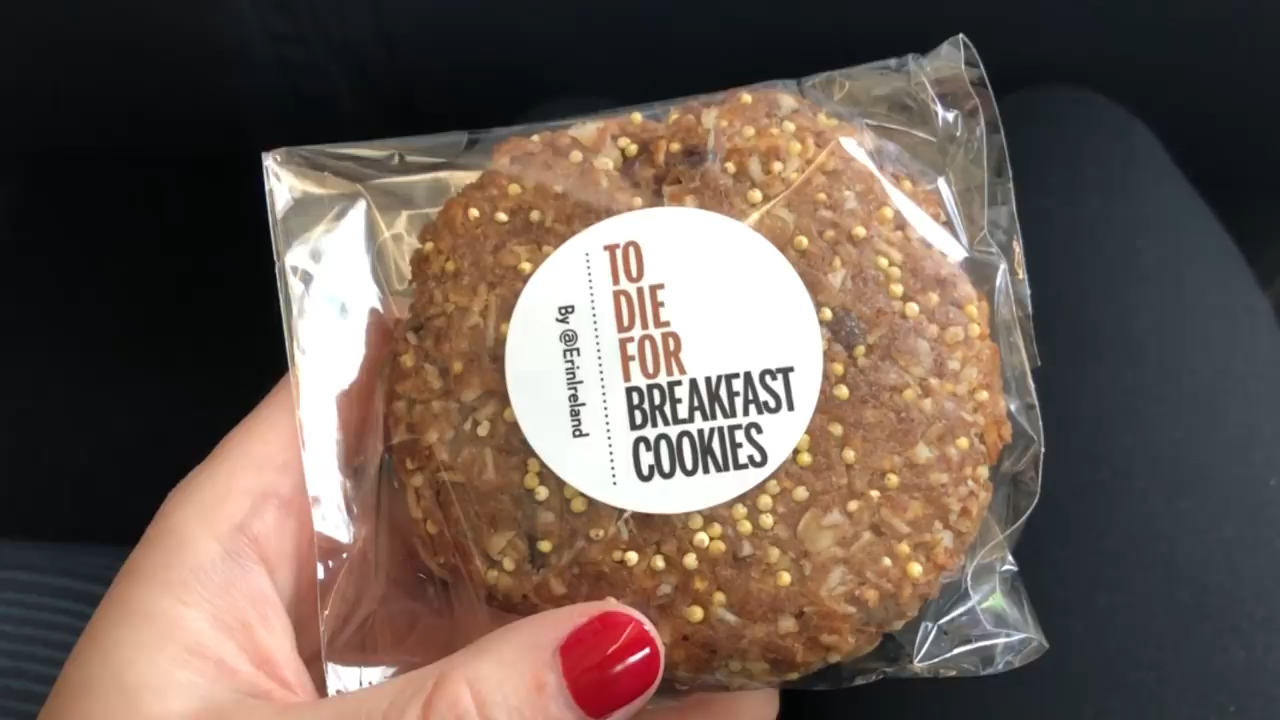 TO
DIE
FOR
BREAKFAST
COOKIES
By @ErinIreland